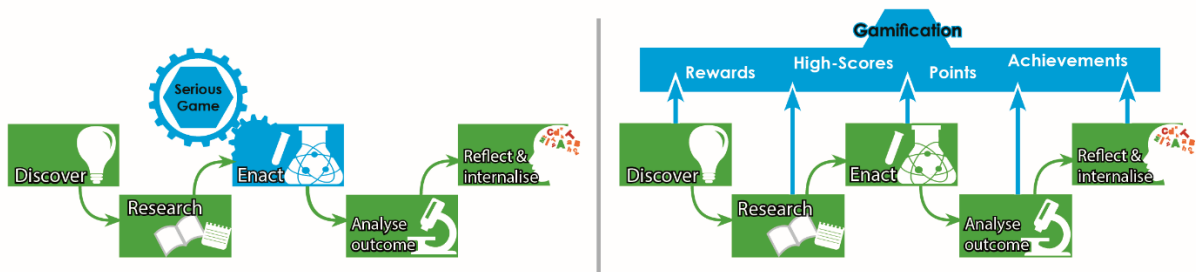 Serious
Game
Discover
Research
Enact
Analyse
outcome
Reflect &
internalise
Gamification
Rewards
High-Scores
Points
Achievements
Discover
Research
Enact
Analyse
outcome
Reflect &
internalise